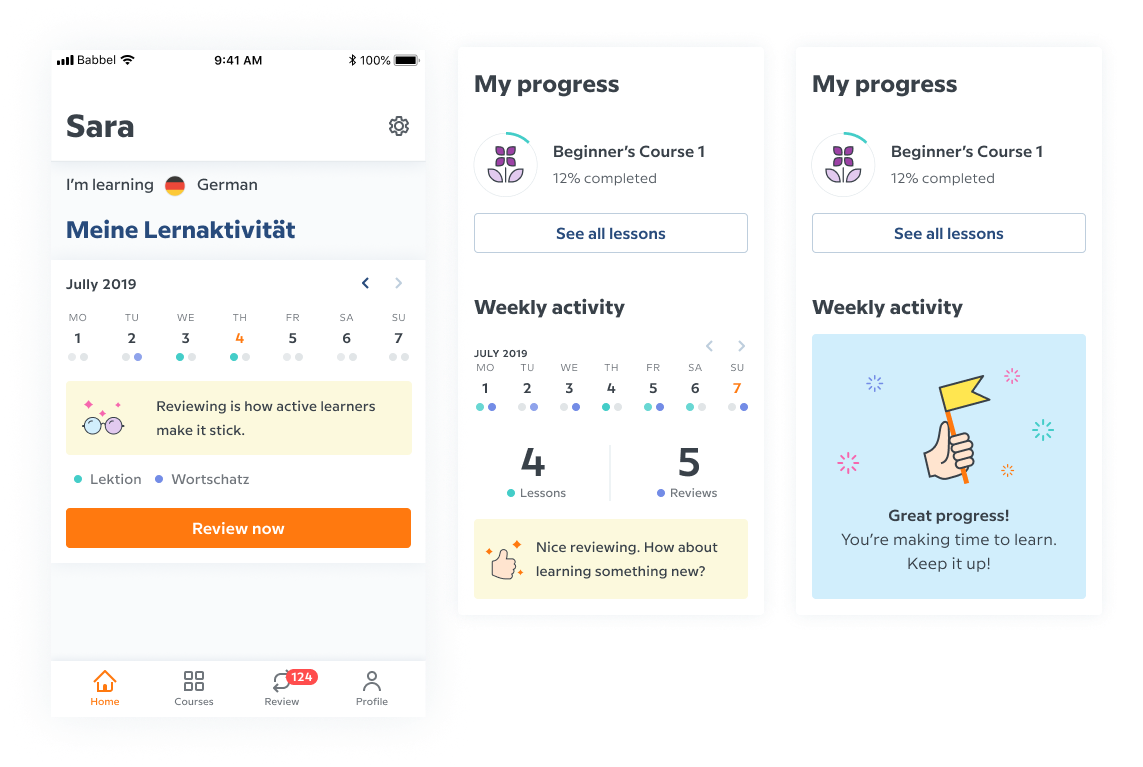 Babbel 9:41 AM 100%
Sara
I'm learning German
Meine Lernaktivität
Jully 2019
MO TU WE TH FR SA SU
1 2 3 4 5 6 7
Reviewing is how active learners
make it stick.
Lektion Wortschatz
Review now
124
Home Courses Review Profile
My progress
Beginner's Course 1
12% completed
See all lessons
Weekly activity
JULY 2019
MO TU WE TH FR SA SU
1 2 3 4 5 6 7
4 5
Lessons Reviews
Nice reviewing. How about
learning something new?
My progress
Beginner's Course 1
12% completed
See all lessons
Weekly activity
Great progress!
You're making time to learn.
Keep it up!